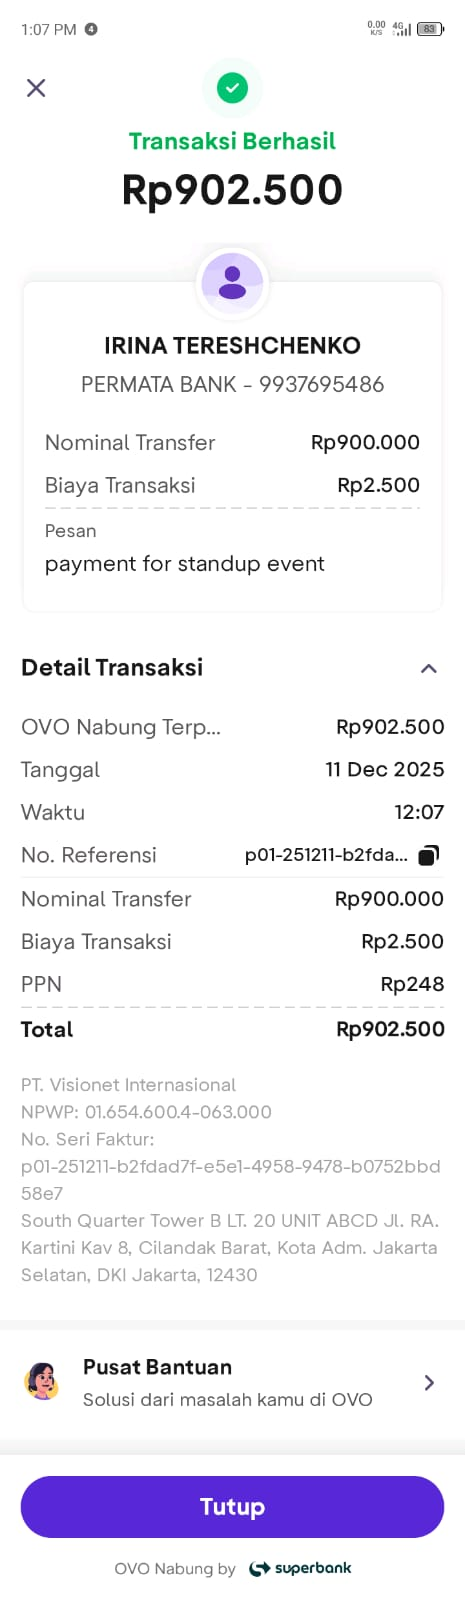 1:07 PM 4
0.00 K/S 4G 83
Transaksi Berhasil
Rp902.500
IRINA TERESHCHENKO
PERMATA BANK - 9937695486
Nominal Transfer Rp900.000
Biaya Transaksi Rp2.500
Pesan
payment for standup event
Detail Transaksi
OVO Nabung Terp... Rp902.500
Tanggal 11 Dec 2025
Waktu 12:07
No. Referensi p01-251211-b2fda...
Nominal Transfer Rp900.000
Biaya Transaksi Rp2.500
PPN Rp248
Total Rp902.500
PT. Visionet Internasional
NPWP: 01.654.600.4-063.000
No. Seri Faktur:
p01-251211-b2fdad7f-e5e1-4958-9478-b0752bbd
58e7
South Quarter Tower B LT. 20 UNIT ABCD Jl. RA.
Kartini Kav 8, Cilandak Barat, Kota Adm. Jakarta
Selatan, DKI Jakarta, 12430
Pusat Bantuan
Solusi dari masalah kamu di OVO
Tutup
OVO Nabung by superbank